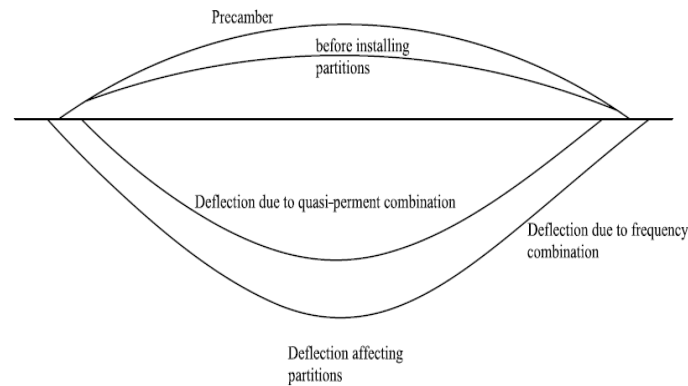 Precamber
before installing
partitions
Deflection due to quasi-perment combination
Deflection due to frequency
combination
Deflection affecting
partitions